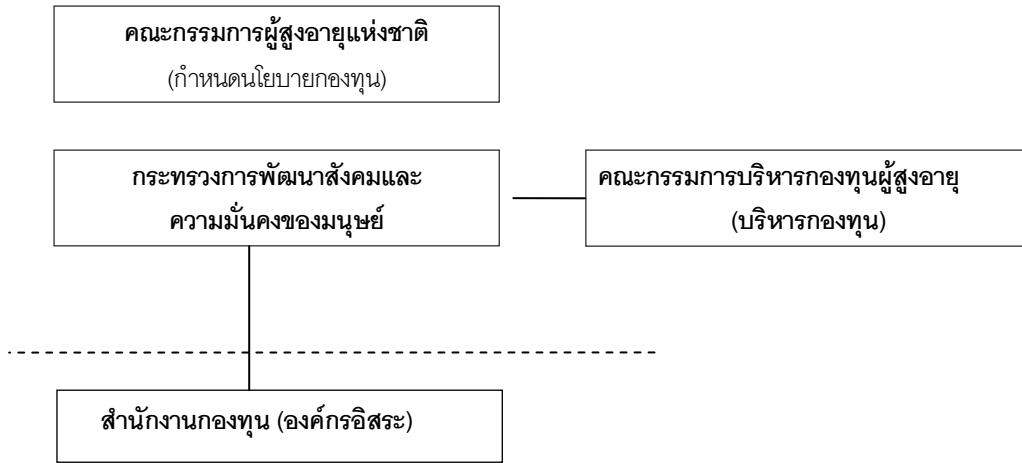 คณะกรรมการผู้สูงอายุแห่งชาติ
(กำหนดนโยบายกองทุน)
กระทรวงการพัฒนาสังคมและ
ความมั่นคงของมนุษย์
คณะกรรมการบริหารกองทุนผู้สูงอายุ
(บริหารกองทุน)
สำนักงานกองทุน (องค์กรอิสระ)